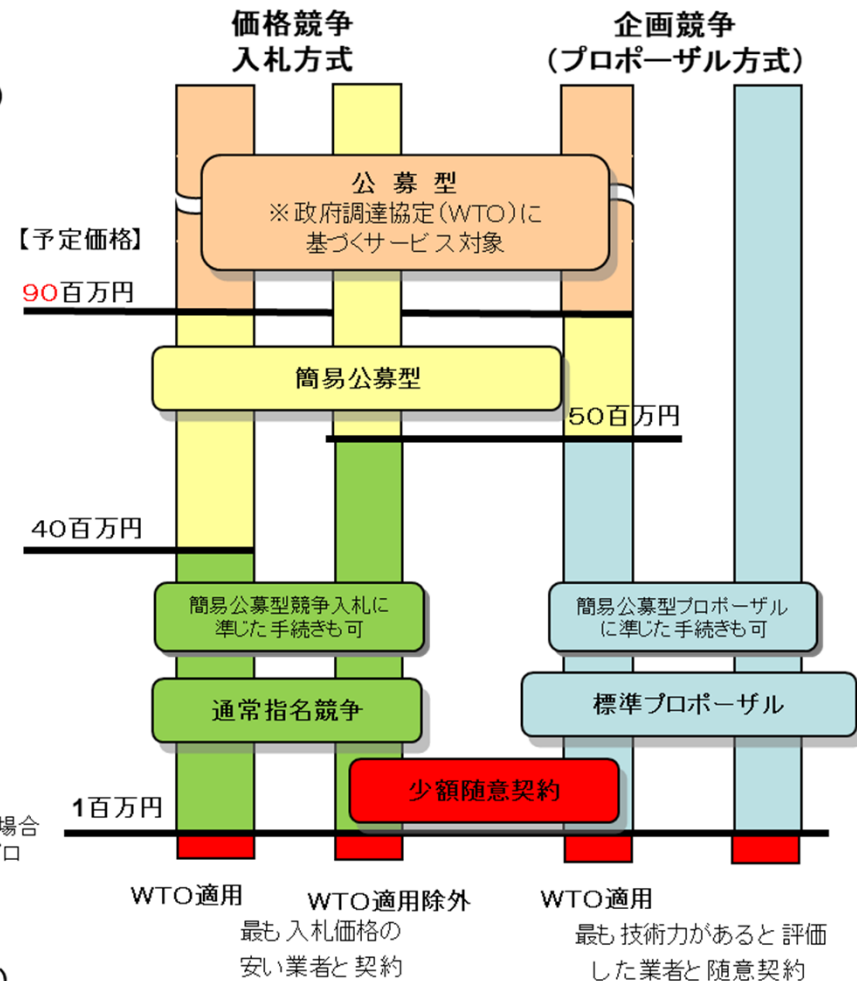 価格競争
入札方式
企画競争
(プロポーザル方式)
)
公 募 型
※政府調達協定(WTO)に
基づくサービス対象
【予定価格】
90百万円
簡易公募型
50百万円
40百万円
簡易公募型競争入札に
準じた手続きも可
簡易公募型プロポーザル
に準じた手続きも可
通常指名競争
標準プロポーザル
少額随意契約
1百万円
場合
プロ
WTO適用
WTO適用除外
WTO適用
最も入札価格の
安い業者と契約
最も技術力があると評価
した業者と随意契約
)